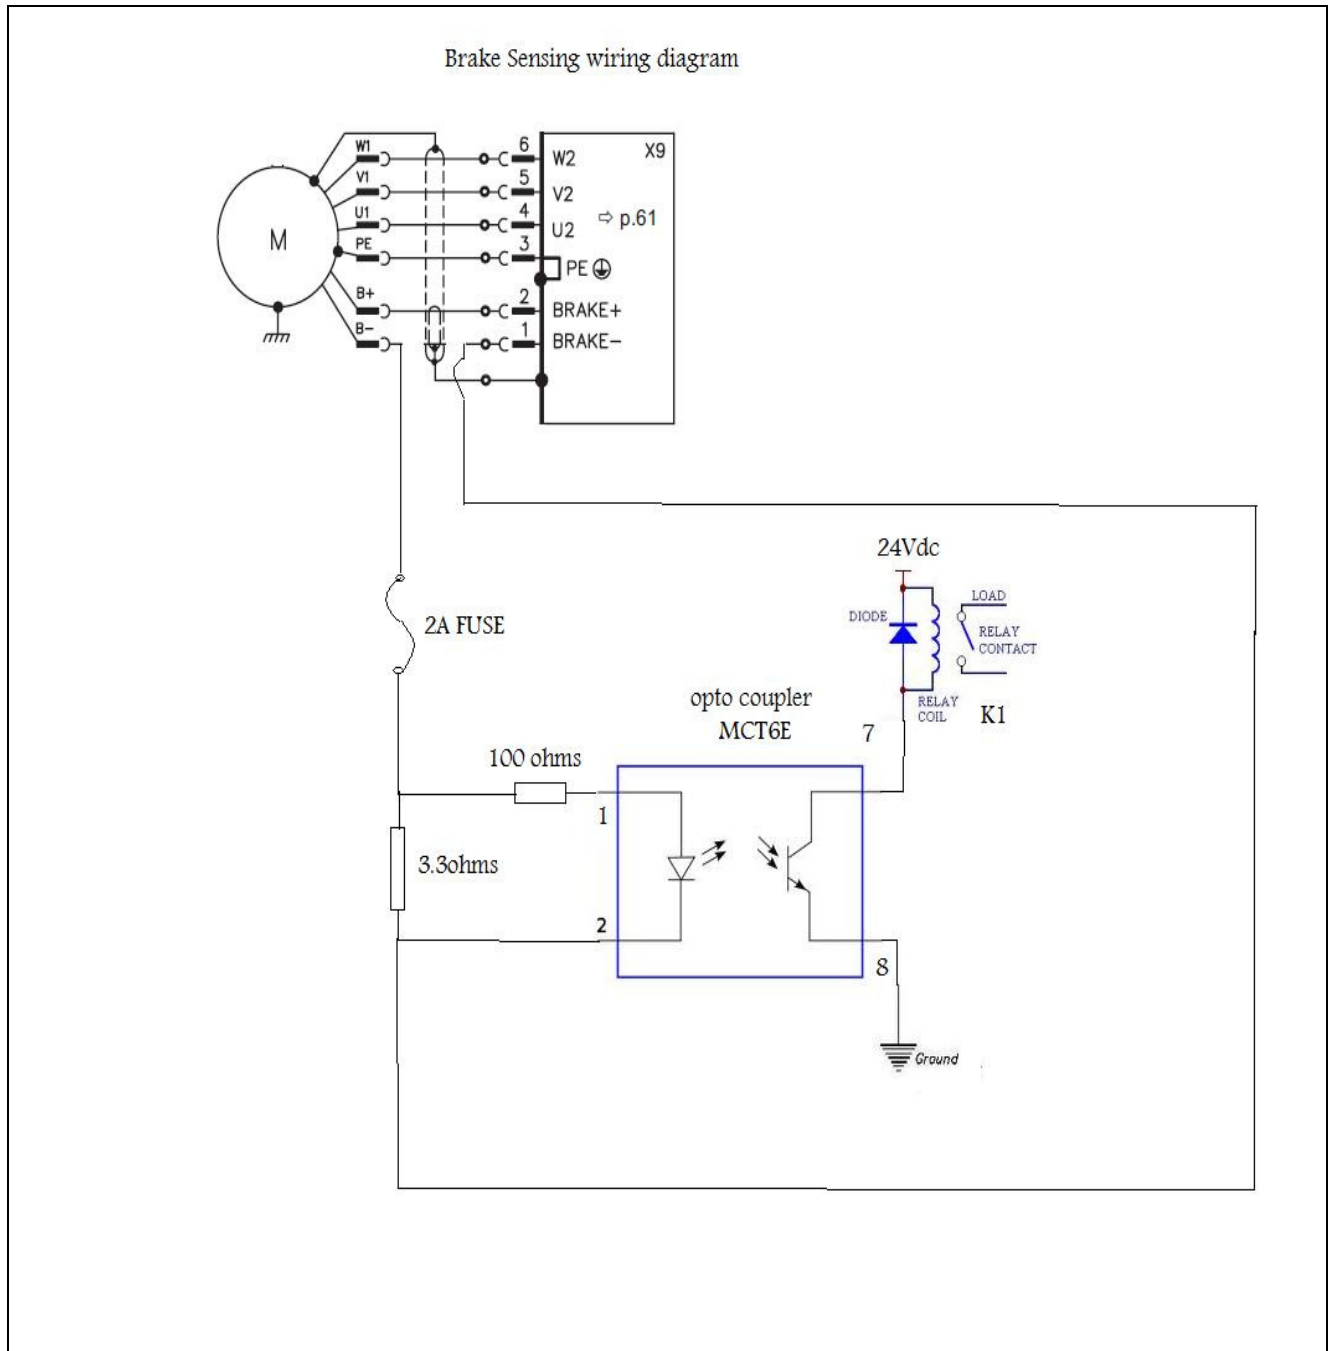 Brake Sensing wiring diagram
W1
6
W2
X9
V1
5
V2
U1
4
U2
⇨ p.61
M
PE
3
PE
B+
2
BRAKE+
B-
1
BRAKE-
24Vdc
DIODE
LOAD
RELAY
CONTACT
2A FUSE
RELAY
COIL
K1
opto coupler
MCT6E
7
100 ohms
1
3.3ohms
2
8
Ground